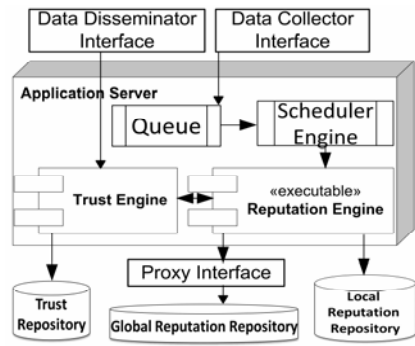 Data Disseminator
Interface
Data Collector
Interface
Application Server
Queue
Scheduler
Engine
Trust Engine
«executable»
Reputation Engine
Proxy Interface
Trust
Repository
Global Reputation Repository
Local
Reputation
Repository